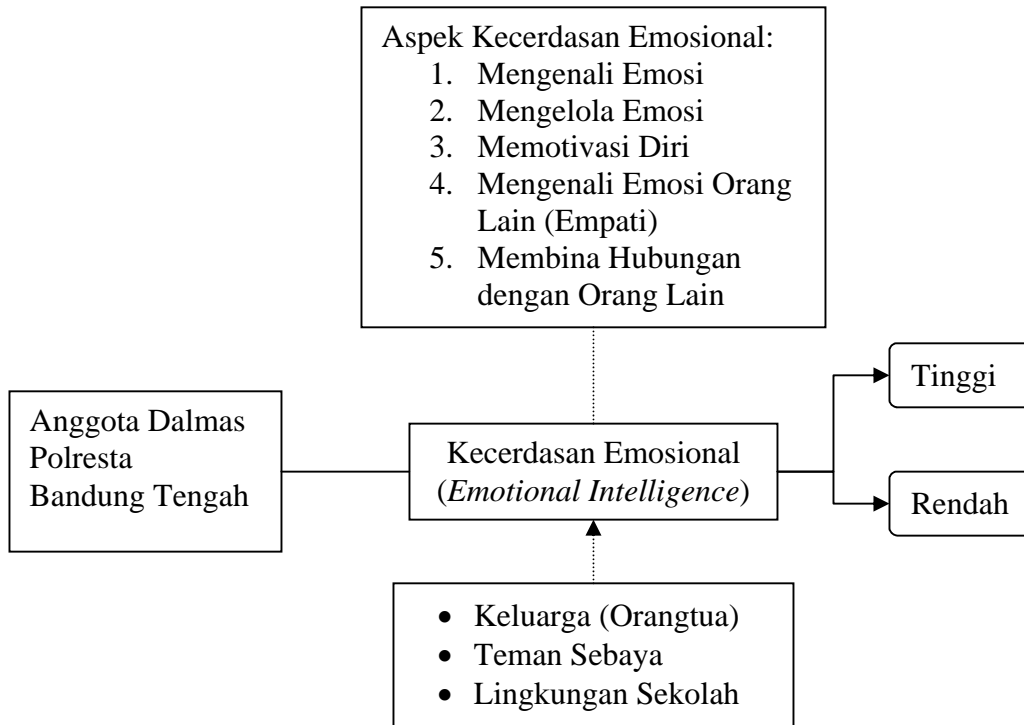 Aspek Kecerdasan Emosional:
1. Mengenali Emosi
2. Mengelola Emosi
3. Memotivasi Diri
4. Mengenali Emosi Orang
Lain (Empati)
5. Membina Hubungan
dengan Orang Lain
Tinggi
Anggota Dalmas
Polresta
Bandung Tengah
Kecerdasan Emosional
(Emotional Intelligence)
Rendah
• Keluarga (Orangtua)
• Teman Sebaya
• Lingkungan Sekolah